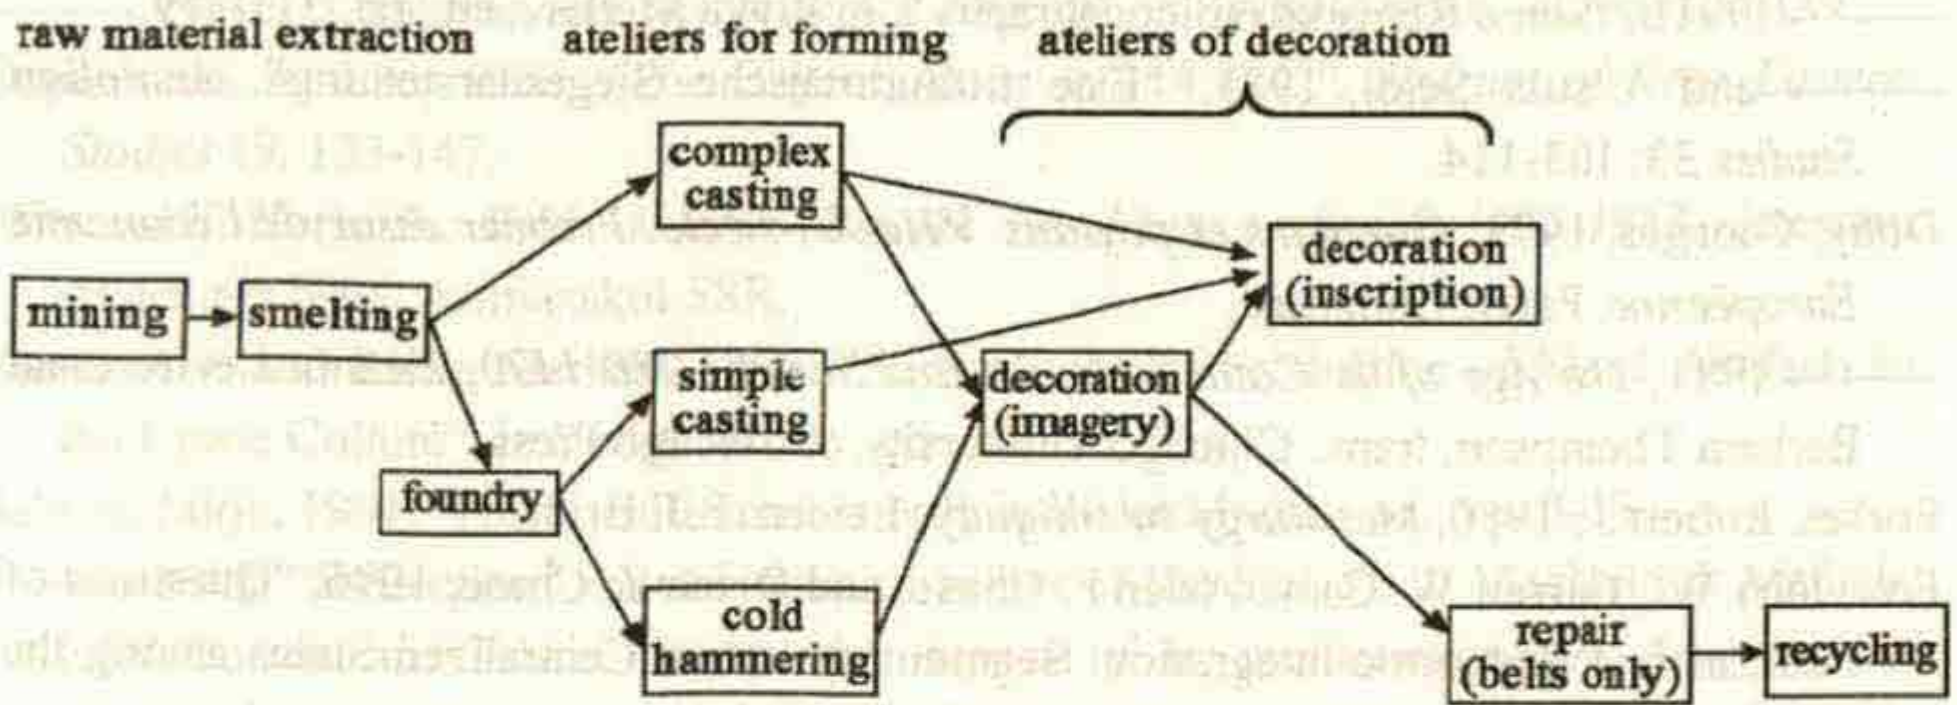 raw material extraction
ateliers for forming
ateliers of decoration
complex
casting
decoration
(inscription)
mining
smelting
simple
casting
decoration
(imagery)
foundry
cold
hammering
repair
(belts only)
recycling